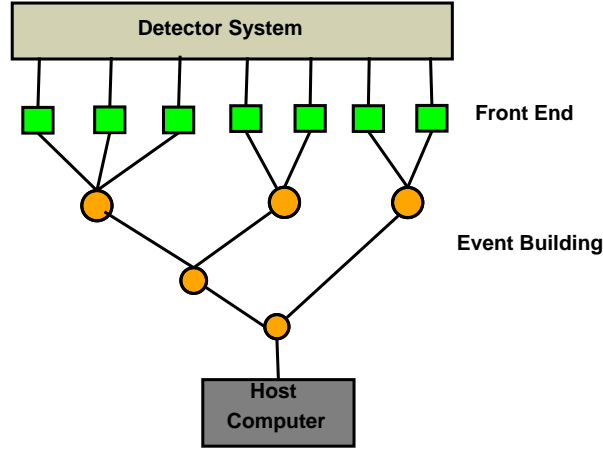 Detector System
Front End
Event Building
Host
Computer